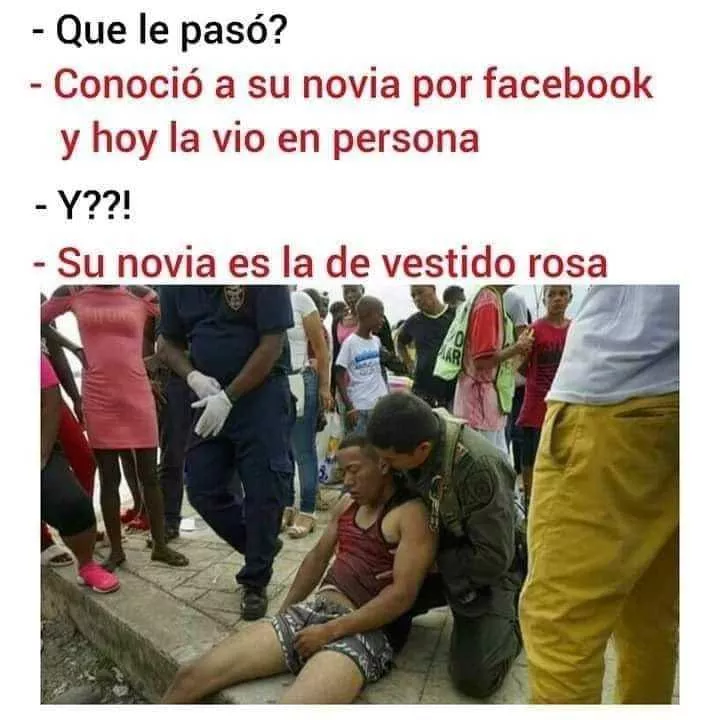 - Que le pasó?
- Conoció a su novia por facebook
y hoy la vio en persona
- Y??!
- Su novia es la de vestido rosa